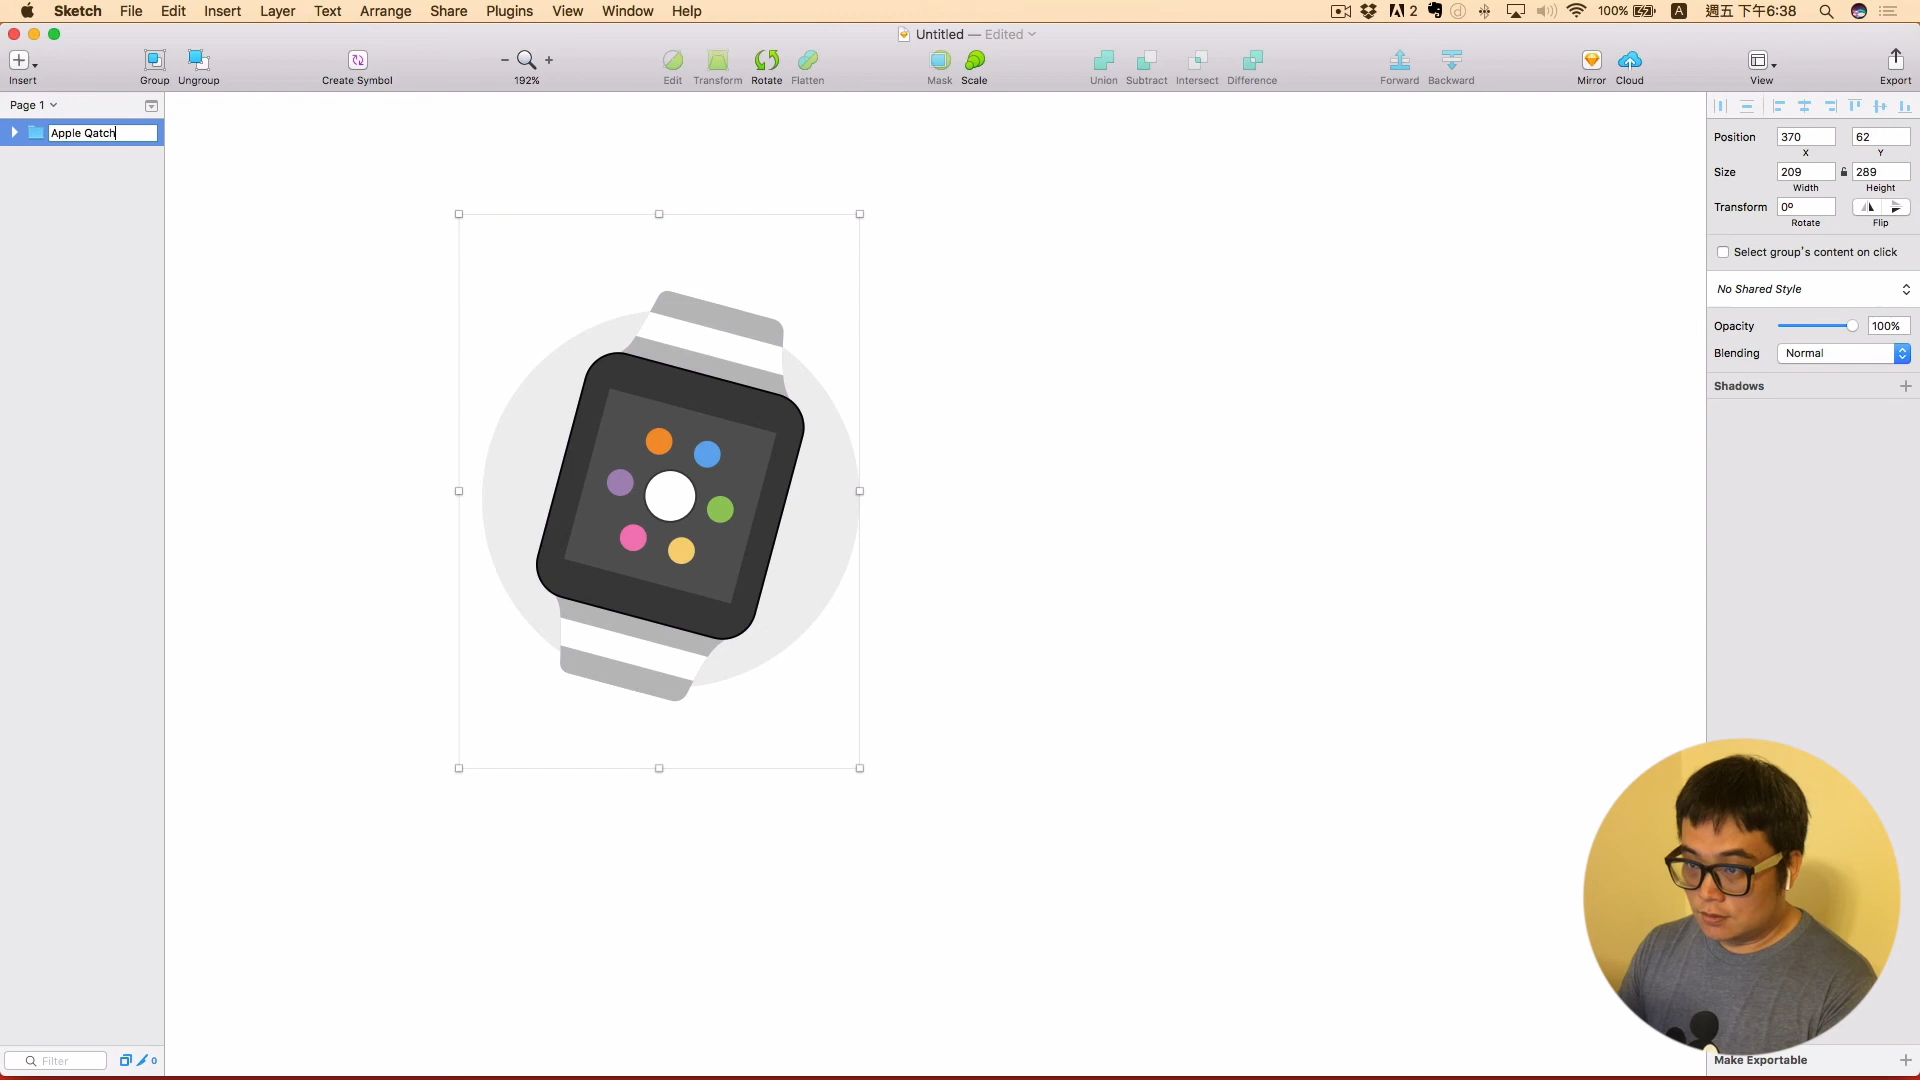 Sketch File Edit Insert Layer Text Arrange Share Plugins View Window Help 2 100% A 週五 下午6:38
Untitled — Edited
Insert Group Ungroup Create Symbol 192% Edit Transform Rotate Flatten Mask Scale Union Subtract Intersect Difference Forward Backward Mirror Cloud View Export
Page 1
Apple Qatch
Position 370 62
X Y
Size 209 289
Width Height
Transform 0º
Rotate Flip
Select group's content on click
No Shared Style
Opacity 100%
Blending Normal
Shadows
Filter 0
Make Exportable